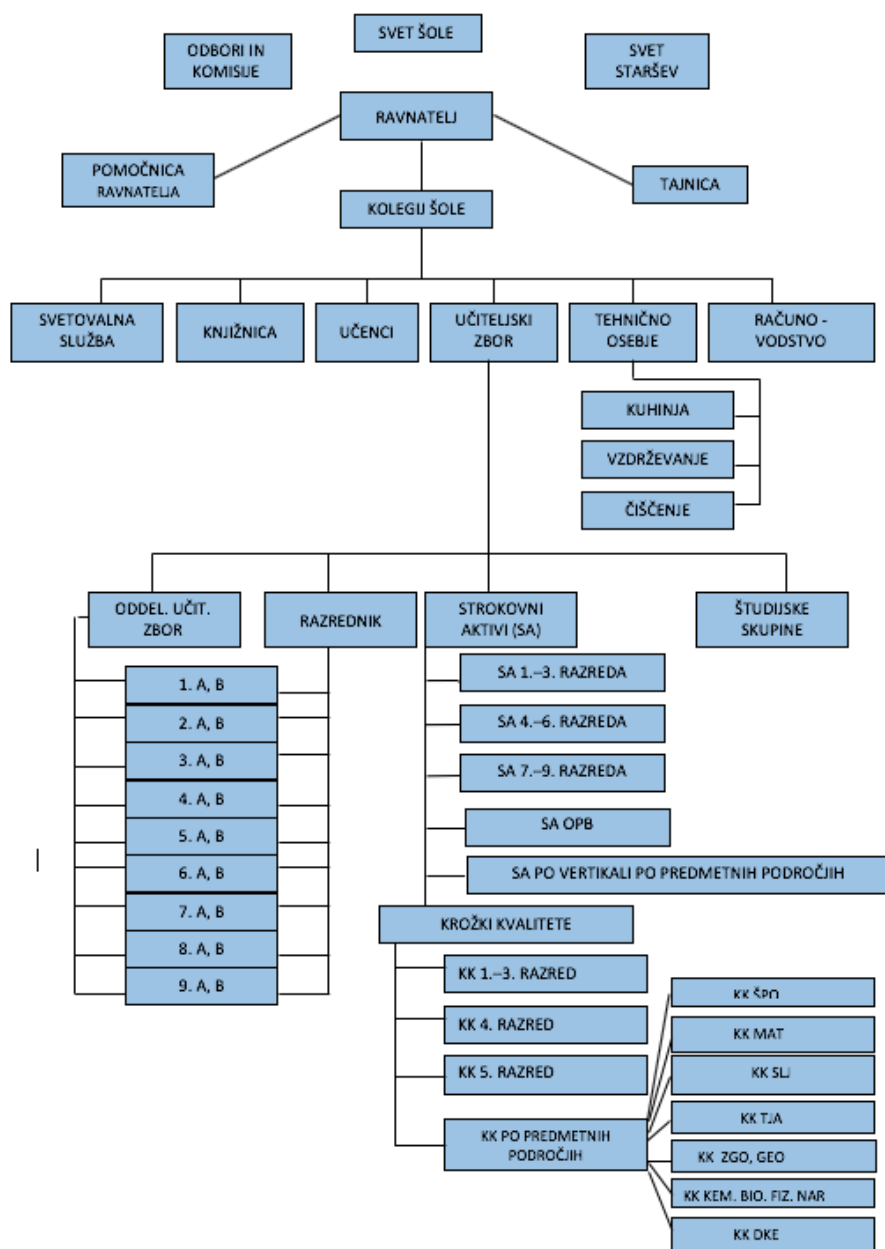 SVET ŠOLE
ODBORI IN
KOMISIJE
SVET
STARŠEV
RAVNATELJ
POMOČNICA
RAVNATELJA
TAJNICA
KOLEGIJ ŠOLE
SVETOVALNA
SLUŽBA
KNJIŽNICA
UČENCI
UČITELJSKI
ZBOR
TEHNIČNO
OSEBJE
RAČUNO -
VODSTVO
KUHINJA
VZDRŽEVANJE
ČIŠČENJE
ODDEL. UČIT.
ZBOR
RAZREDNIK
STROKOVNI
AKTIVI (SA)
ŠTUDIJSKE
SKUPINE
1. A, B
2. A, B
3. A, B
4. A, B
5. A, B
6. A, B
7. A, B
8. A, B
9. A, B
SA 1.–3. RAZREDA
SA 4.–6. RAZREDA
SA 7.–9. RAZREDA
SA OPB
SA PO VERTIKALI PO PREDMETNIH PODROČJIH
KROŽKI KVALITETE
KK 1.–3. RAZRED
KK 4. RAZRED
KK 5. RAZRED
KK PO PREDMETNIH
PODROČJIH
KK ŠPO
KK MAT
KK SLJ
KK TJA
KK ZGO, GEO
KK KEM. BIO. FIZ. NAR
KK DKE